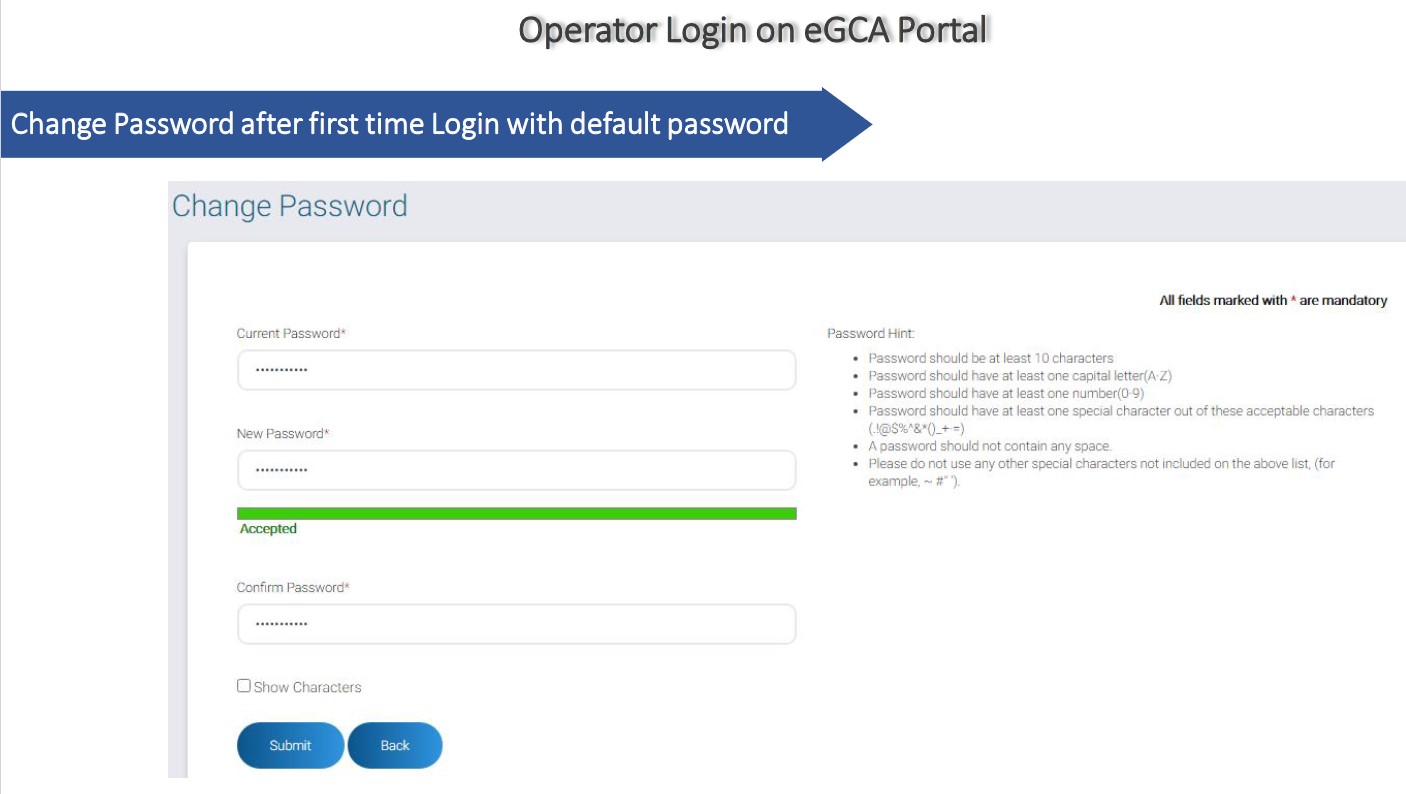 Operator Login on eGCA Portal
Change Password after first time Login with default password
Change Password
All fields marked with * are mandatory
Current Password*
•••••••••••
New Password*
•••••••••••
Accepted
Confirm Password*
•••••••••••
Show Characters
Submit
Back
Password Hint:
• Password should be at least 10 characters
• Password should have at least one capital letter(A-Z)
• Password should have at least one number(0-9)
• Password should have at least one special character out of these acceptable characters
(.!@$%^&*()_+-=)
• A password should not contain any space.
• Please do not use any other special characters not included on the above list, (for
example, ~ #" ').